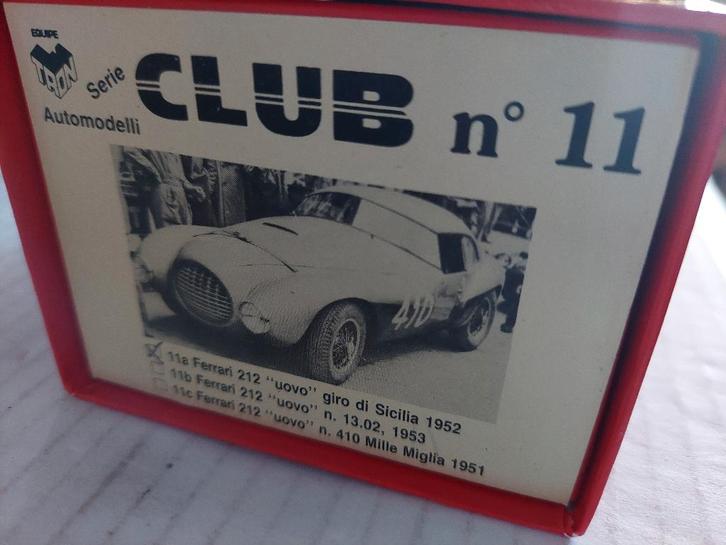 EQUIPE
TRON
Serie
Automodelli
CLUB n° 11
410
11a Ferrari 212 "uovo" giro di Sicilia 1952
11b Ferrari 212 "uovo" n. 13.02, 1953
11c Ferrari 212 "uovo" n. 410 Mille Miglia 1951